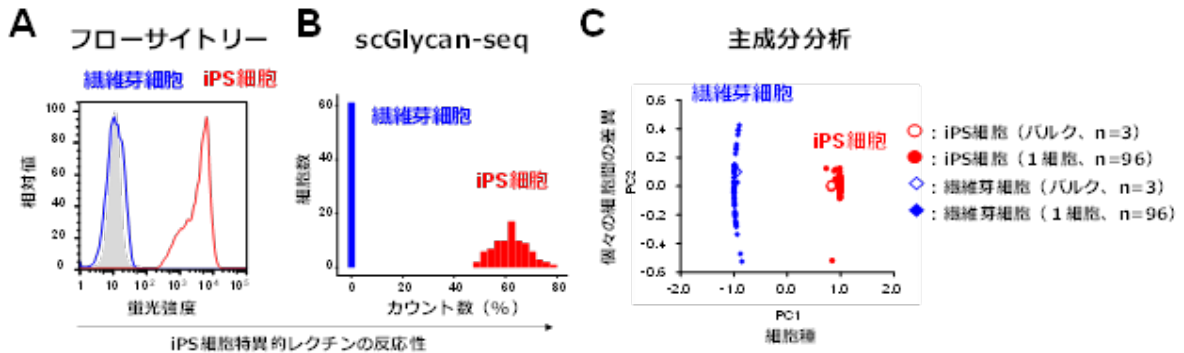 A フローサイトリー
繊維芽細胞 iPS細胞
100
80
60
40
20
0
相対値
1 10 10² 10³ 10⁴ 10⁵
蛍光強度
B scGlycan-seq
繊維芽細胞
iPS細胞
60
40
20
0
細胞数
0 20 40 60 80
カウント数（%）
iPS細胞特異的レクチンの反応性
C 主成分分析
繊維芽細胞
iPS細胞
0.6
0.4
0.2
0.0
-0.2
-0.4
-0.6
個々の細胞間の差異
PC2
-2.0 -1.0 0.0 1.0 2.0
PC1
細胞種
：iPS細胞（バルク、n=3）
：iPS細胞（1細胞、n=96）
：繊維芽細胞（バルク、n=3）
：繊維芽細胞（1細胞、n=96）